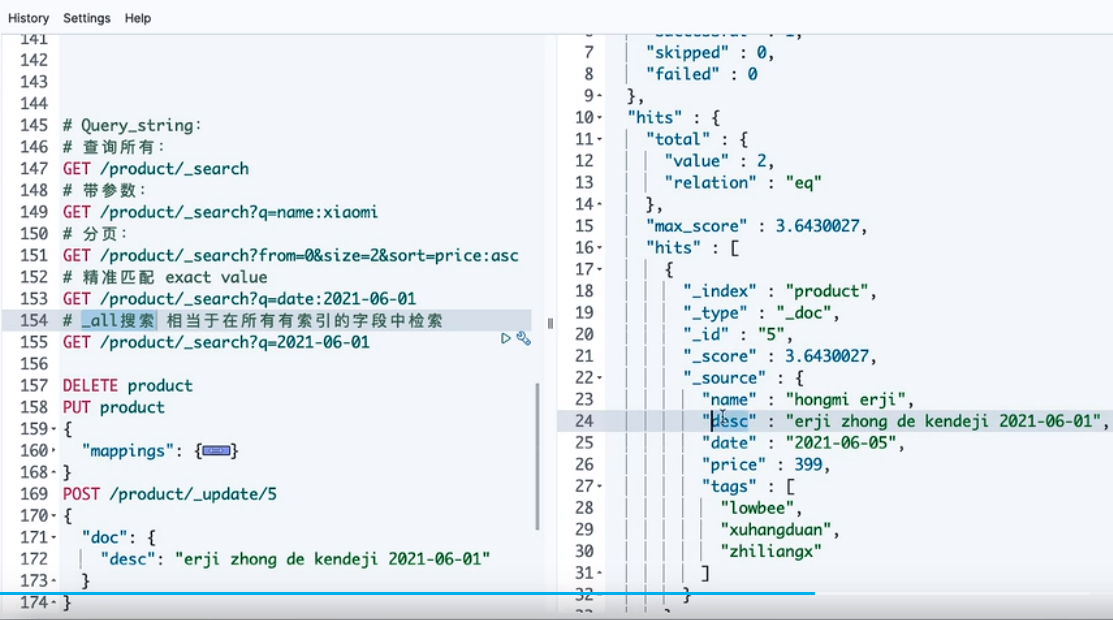 History Settings Help
141
142
143
144
145 # Query_string:
146 # 查询所有:
147 GET /product/_search
148 # 带参数:
149 GET /product/_search?q=name:xiaomi
150 # 分页:
151 GET /product/_search?from=0&size=2&sort=price:asc
152 # 精准匹配 exact value
153 GET /product/_search?q=date:2021-06-01
154 # _all搜索 相当于在所有有索引的字段中检索
155 GET /product/_search?q=2021-06-01
156
157 DELETE product
158 PUT product
159 {
160 "mappings": {}
168 }
169 POST /product/_update/5
170 {
171 "doc": {
172 "desc": "erji zhong de kendeji 2021-06-01"
173 }
174 }
7 "skipped" : 0,
8 "failed" : 0
9 },
10 "hits" : {
11 "total" : {
12 "value" : 2,
13 "relation" : "eq"
14 },
15 "max_score" : 3.6430027,
16 "hits" : [
17 {
18 "_index" : "product",
19 "_type" : "_doc",
20 "_id" : "5",
21 "_score" : 3.6430027,
22 "_source" : {
23 "name" : "hongmi erji",
24 "desc" : "erji zhong de kendeji 2021-06-01",
25 "date" : "2021-06-05",
26 "price" : 399,
27 "tags" : [
28 "lowbee",
29 "xuhangduan",
30 "zhiliangx"
31 ]
32 }